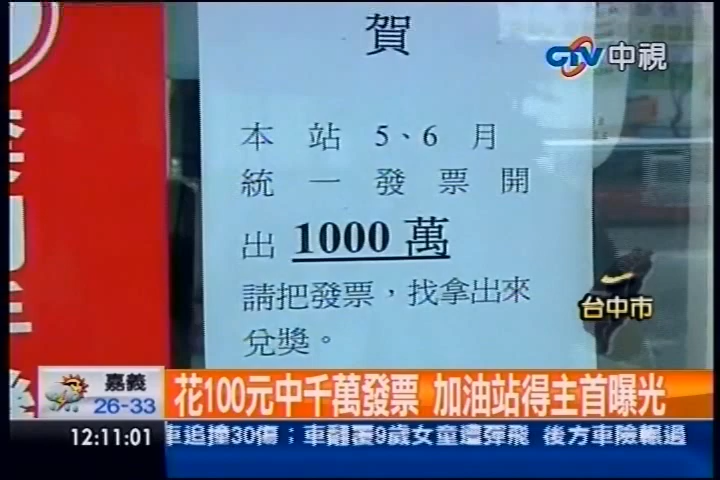 賀
CTV中視
本站5、6月
統一發票開
出 1000 萬
請把發票，找拿出來
兌獎。
台中市
嘉義
26-33
花100元中千萬發票 加油站得主首曝光
12:11:01
車追撞30傷；車翻覆9歲女童遭彈飛 後方車險輾過